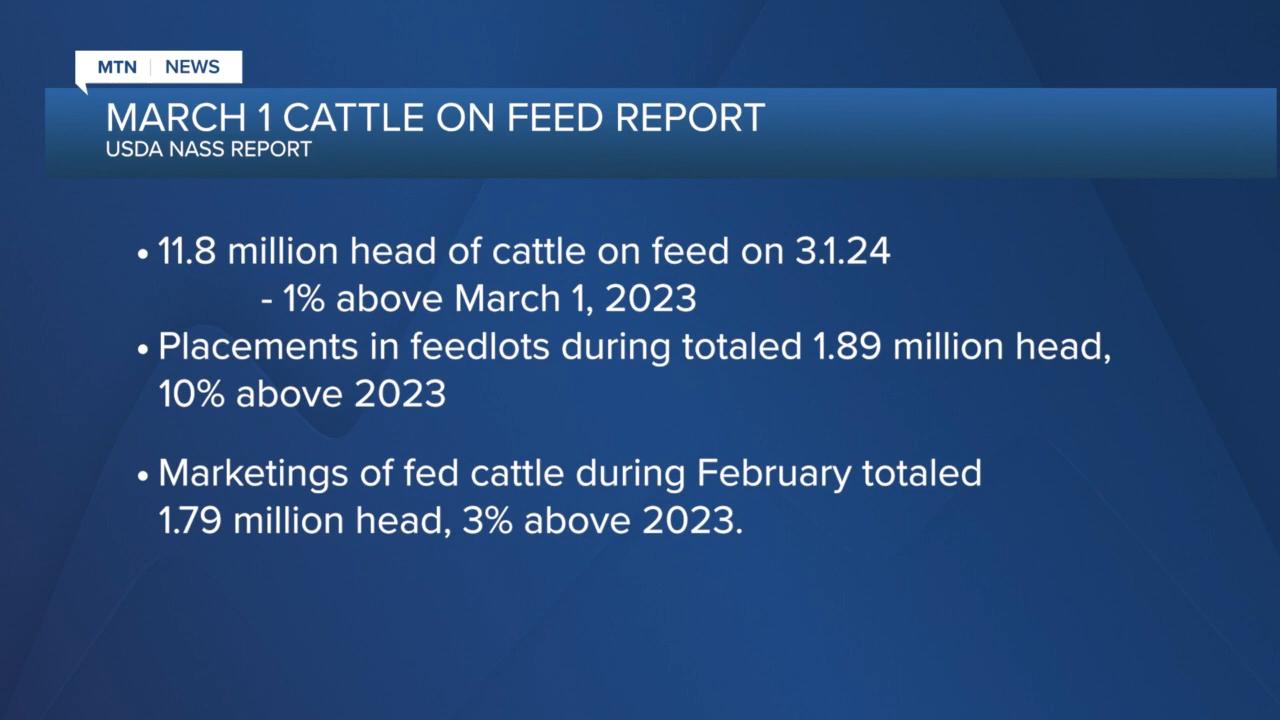 MTN | NEWS
MARCH 1 CATTLE ON FEED REPORT
USDA NASS REPORT
• 11.8 million head of cattle on feed on 3.1.24
- 1% above March 1, 2023
• Placements in feedlots during totaled 1.89 million head,
10% above 2023
• Marketings of fed cattle during February totaled
1.79 million head, 3% above 2023.